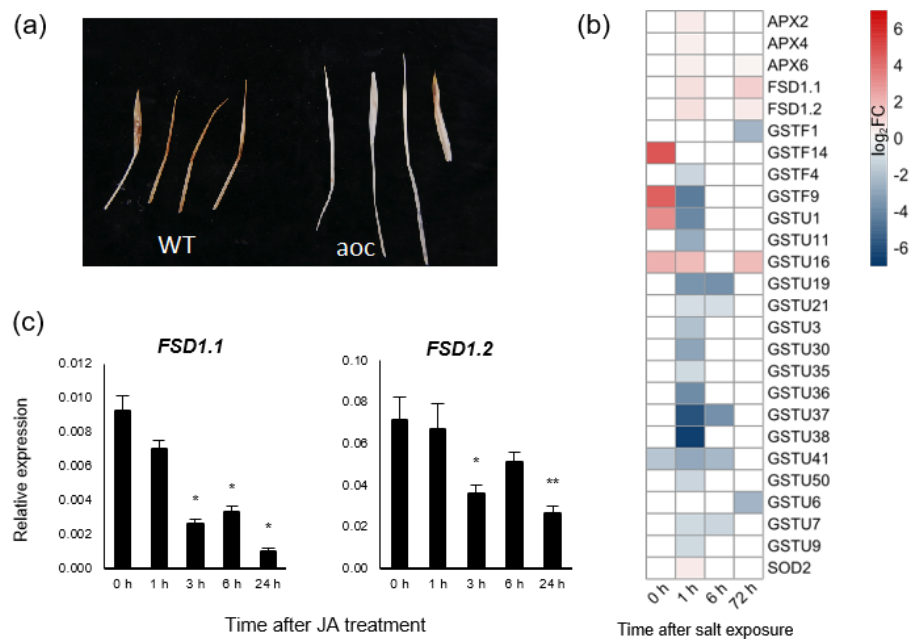 (a)
WT
aoc
(b)
APX2
APX4
APX6
FSD1.1
FSD1.2
GSTF1
GSTF14
GSTF4
GSTF9
GSTU1
GSTU11
GSTU16
GSTU19
GSTU21
GSTU3
GSTU30
GSTU35
GSTU36
GSTU37
GSTU38
GSTU41
GSTU50
GSTU6
GSTU7
GSTU9
SOD2
0 h
1 h
6 h
72 h
Time after salt exposure
6
4
2
0
-2
-4
-6
log2FC
(c)
FSD1.1
Relative expression
0.012
0.010
0.008
0.006
0.004
0.002
0.000
*
*
*
0 h 1 h 3 h 6 h 24 h
FSD1.2
0.10
0.08
0.06
0.04
0.02
0.00
*
**
0 h 1 h 3 h 6 h 24 h
Time after JA treatment